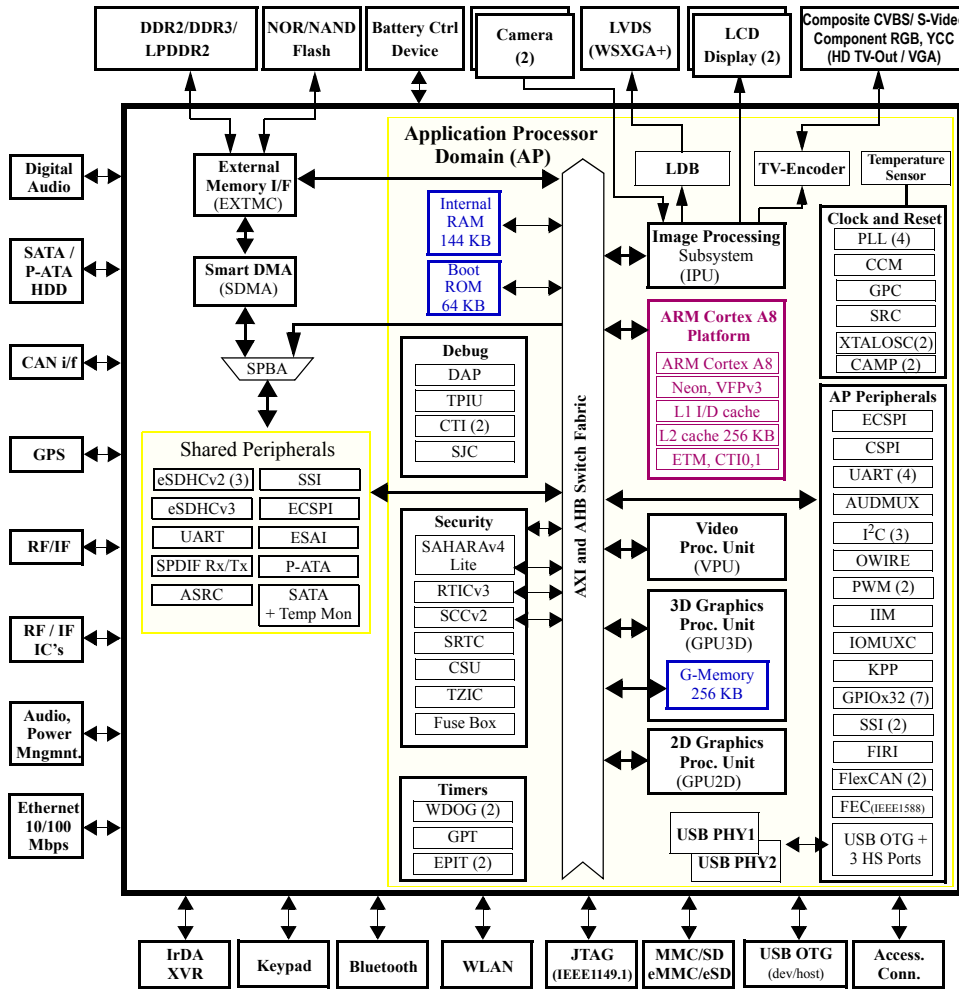 DDR2/DDR3/
LPDDR2
NOR/NAND
Flash
Battery Ctrl
Device
Camera
(2)
LVDS
(WSXGA+)
LCD
Display (2)
Composite CVBS/ S-Video
Component RGB, YCC
(HD TV-Out / VGA)
Digital
Audio
SATA /
P-ATA
HDD
CAN i/f
GPS
RF/IF
RF / IF
IC's
Audio,
Power
Mngmnt.
Ethernet
10/100
Mbps
External
Memory I/F
(EXTMC)
Smart DMA
(SDMA)
SPBA
Shared Peripherals
eSDHCv2 (3)
SSI
eSDHCv3
ECSPI
UART
ESAI
SPDIF Rx/Tx
P-ATA
ASRC
SATA
+ Temp Mon
Application Processor
Domain (AP)
Internal
RAM
144 KB
Boot
ROM
64 KB
Debug
DAP
TPIU
CTI (2)
SJC
Security
SAHARAv4
Lite
RTICv3
SCCv2
SRTC
CSU
TZIC
Fuse Box
Timers
WDOG (2)
GPT
EPIT (2)
AXI and AHB Switch Fabric
LDB
TV-Encoder
Temperature
Sensor
Image Processing
Subsystem
(IPU)
ARM Cortex A8
Platform
ARM Cortex A8
Neon, VFPv3
L1 I/D cache
L2 cache 256 KB
ETM, CTI0,1
Video
Proc. Unit
(VPU)
3D Graphics
Proc. Unit
(GPU3D)
G-Memory
256 KB
2D Graphics
Proc. Unit
(GPU2D)
USB PHY1
USB PHY2
Clock and Reset
PLL (4)
CCM
GPC
SRC
XTALOSC(2)
CAMP (2)
AP Peripherals
ECSPI
CSPI
UART (4)
AUDMUX
I2C (3)
OWIRE
PWM (2)
IIM
IOMUXC
KPP
GPIOx32 (7)
SSI (2)
FIRI
FlexCAN (2)
FEC(IEEE1588)
USB OTG +
3 HS Ports
IrDA
XVR
Keypad
Bluetooth
WLAN
JTAG
(IEEE1149.1)
MMC/SD
eMMC/eSD
USB OTG
(dev/host)
Access.
Conn.